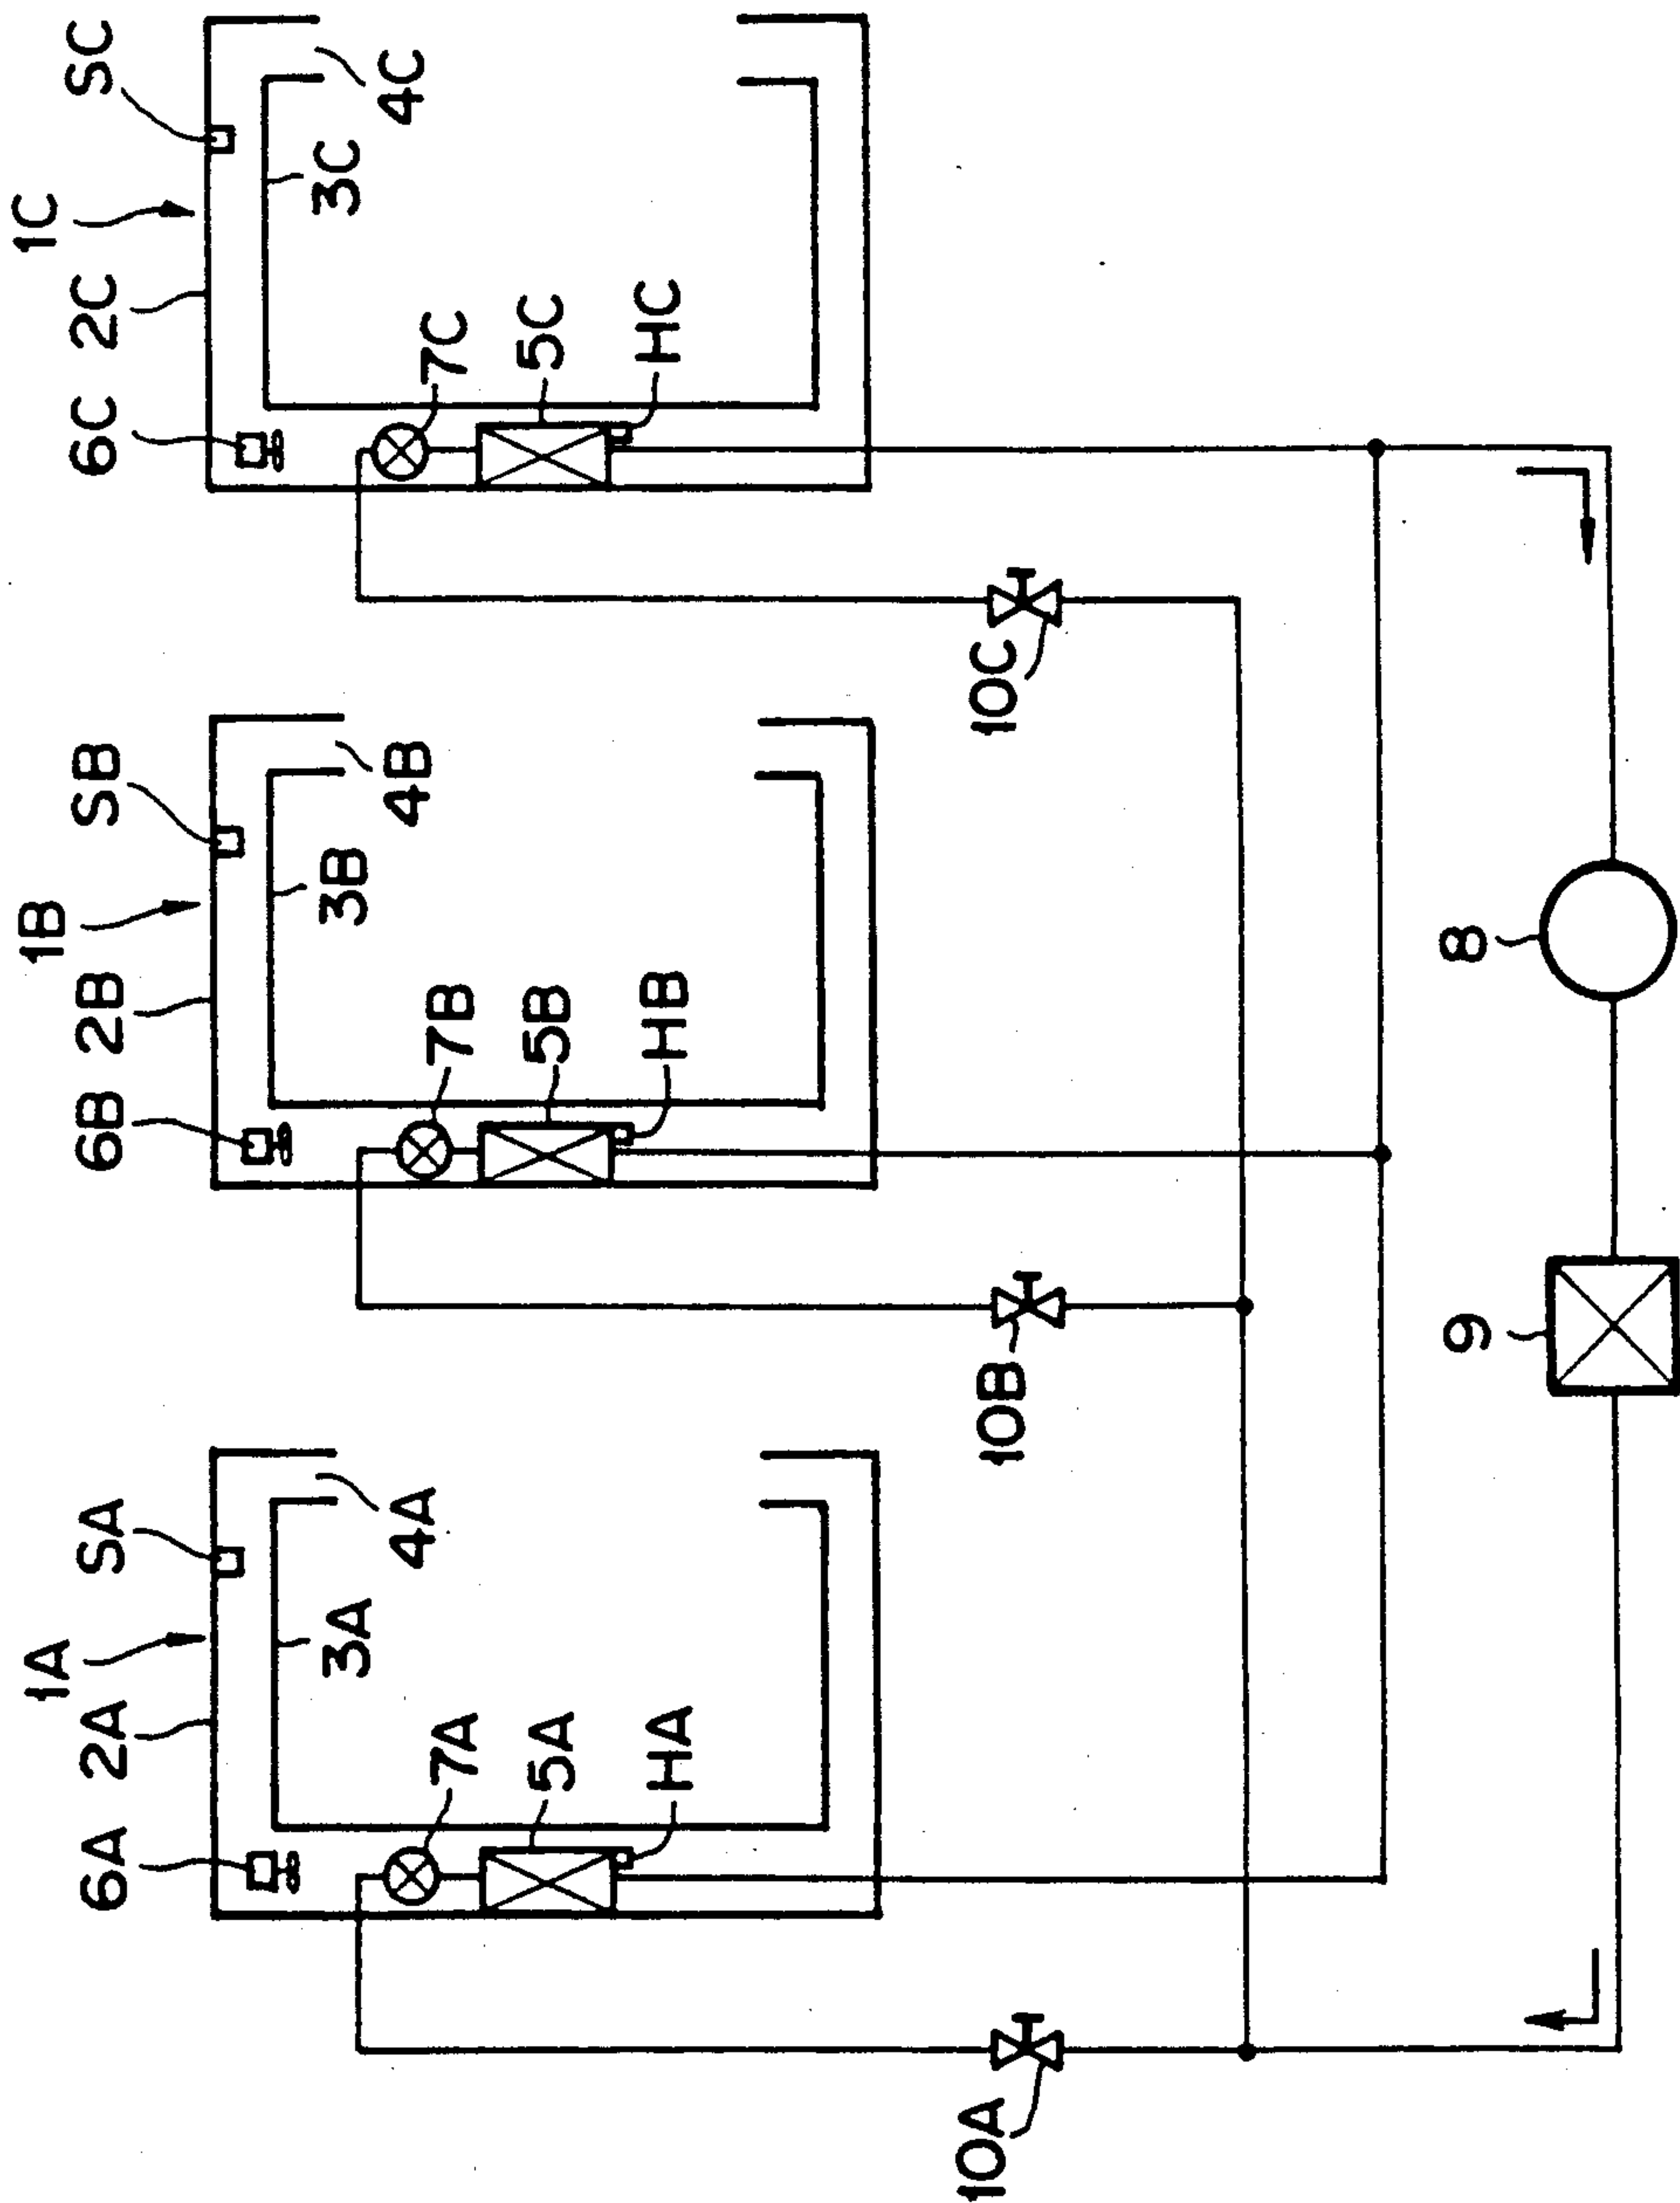 1A 1B 1C
6A 2A SA 6B 2B SB 6C 2C SC
3A 3B 3C
4A 4B 4C
7A 7B 7C
5A 5B 5C
HA HB HC
10A 10B 10C
9 8